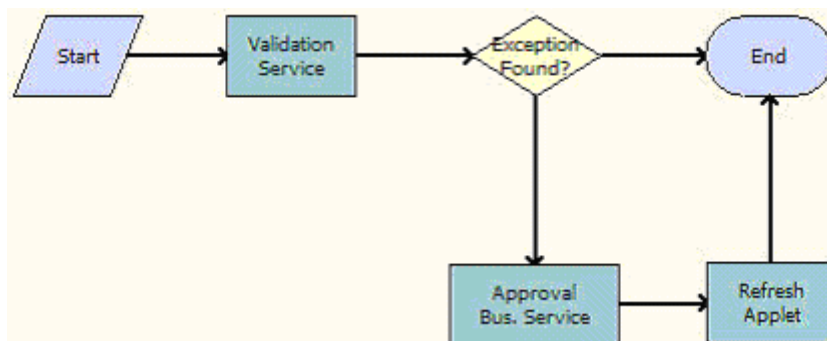 Start
Validation
Service
Exception
Found?
End
Approval
Bus. Service
Refresh
Applet